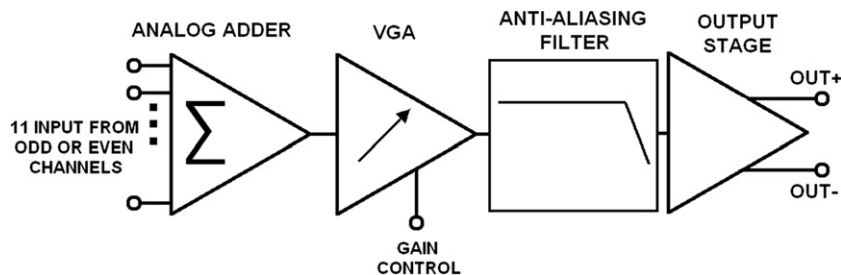 ANALOG ADDER
VGA
ANTI-ALIASING
FILTER
OUTPUT
STAGE
11 INPUT FROM
ODD OR EVEN
CHANNELS
Σ
GAIN
CONTROL
OUT+
OUT-